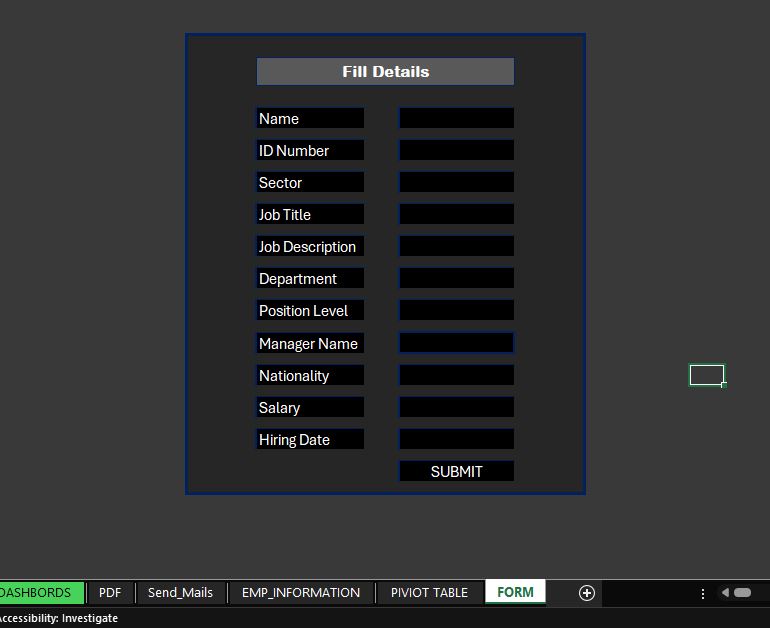 Fill Details
Name
ID Number
Sector
Job Title
Job Description
Department
Position Level
Manager Name
Nationality
Salary
Hiring Date
SUBMIT
DASHBORDS PDF Send_Mails EMP_INFORMATION PIVIOT TABLE FORM
Accessibility: Investigate